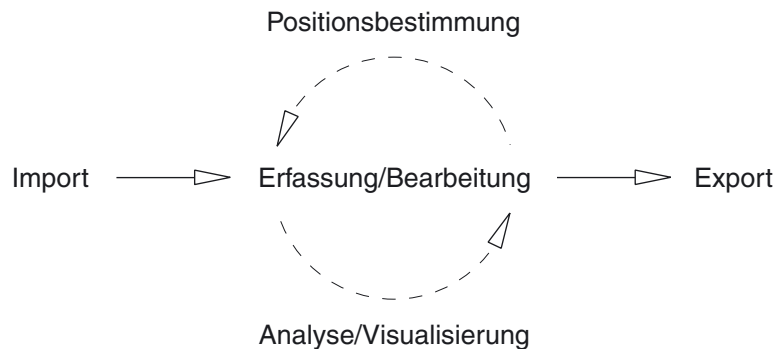 Positionsbestimmung
Import
Erfassung/Bearbeitung
Export
Analyse/Visualisierung